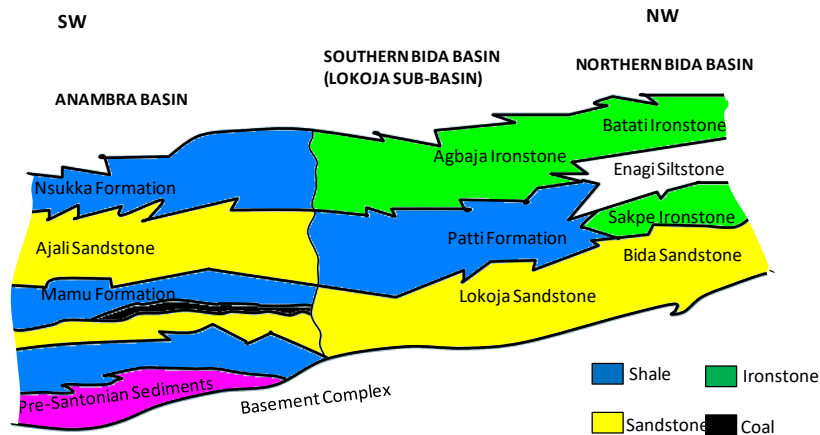 SW
NW
SOUTHERN BIDA BASIN
(LOKOJA SUB-BASIN)
NORTHERN BIDA BASIN
ANAMBRA BASIN
Batati Ironstone
Agbaja Ironstone
Enagi Siltstone
Nsukka Formation
Sakpe Ironstone
Patti Formation
Ajali Sandstone
Bida Sandstone
Mamu Formation
Lokoja Sandstone
Pre-Santonian Sediments
Basement Complex
Shale
Ironstone
Sandstone
Coal